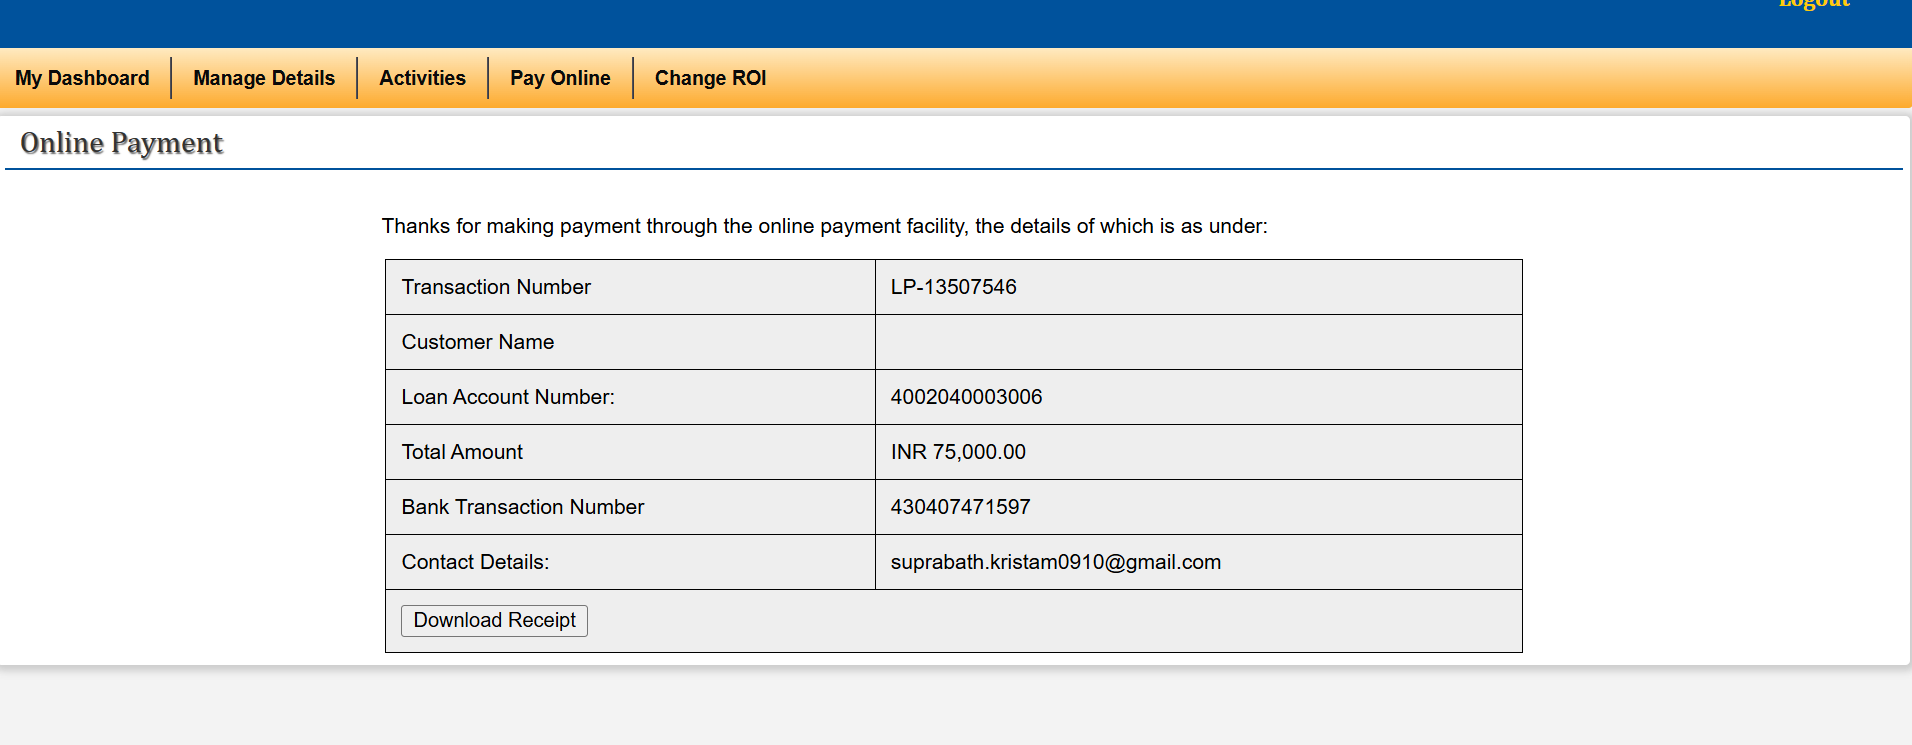 Logout
My Dashboard Manage Details Activities Pay Online Change ROI
Online Payment
Thanks for making payment through the online payment facility, the details of which is as under:
Transaction Number LP-13507546
Customer Name
Loan Account Number: 4002040003006
Total Amount INR 75,000.00
Bank Transaction Number 430407471597
Contact Details: suprabath.kristam0910@gmail.com
Download Receipt